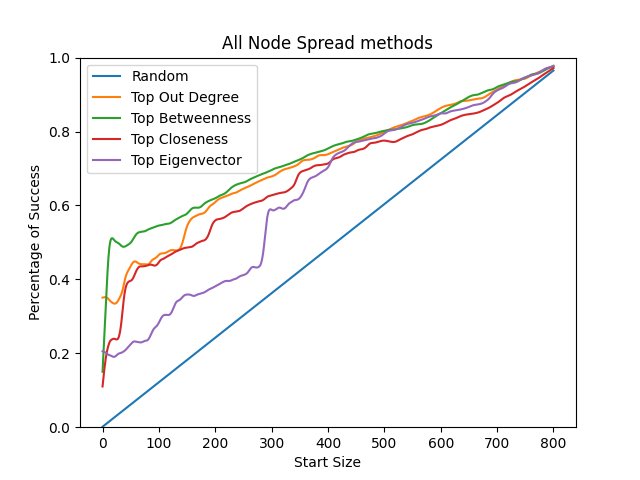 All Node Spread methods
1.0
0.8
0.6
0.4
0.2
0.0
Percentage of Success
Random
Top Out Degree
Top Betweenness
Top Closeness
Top Eigenvector
0 100 200 300 400 500 600 700 800
Start Size